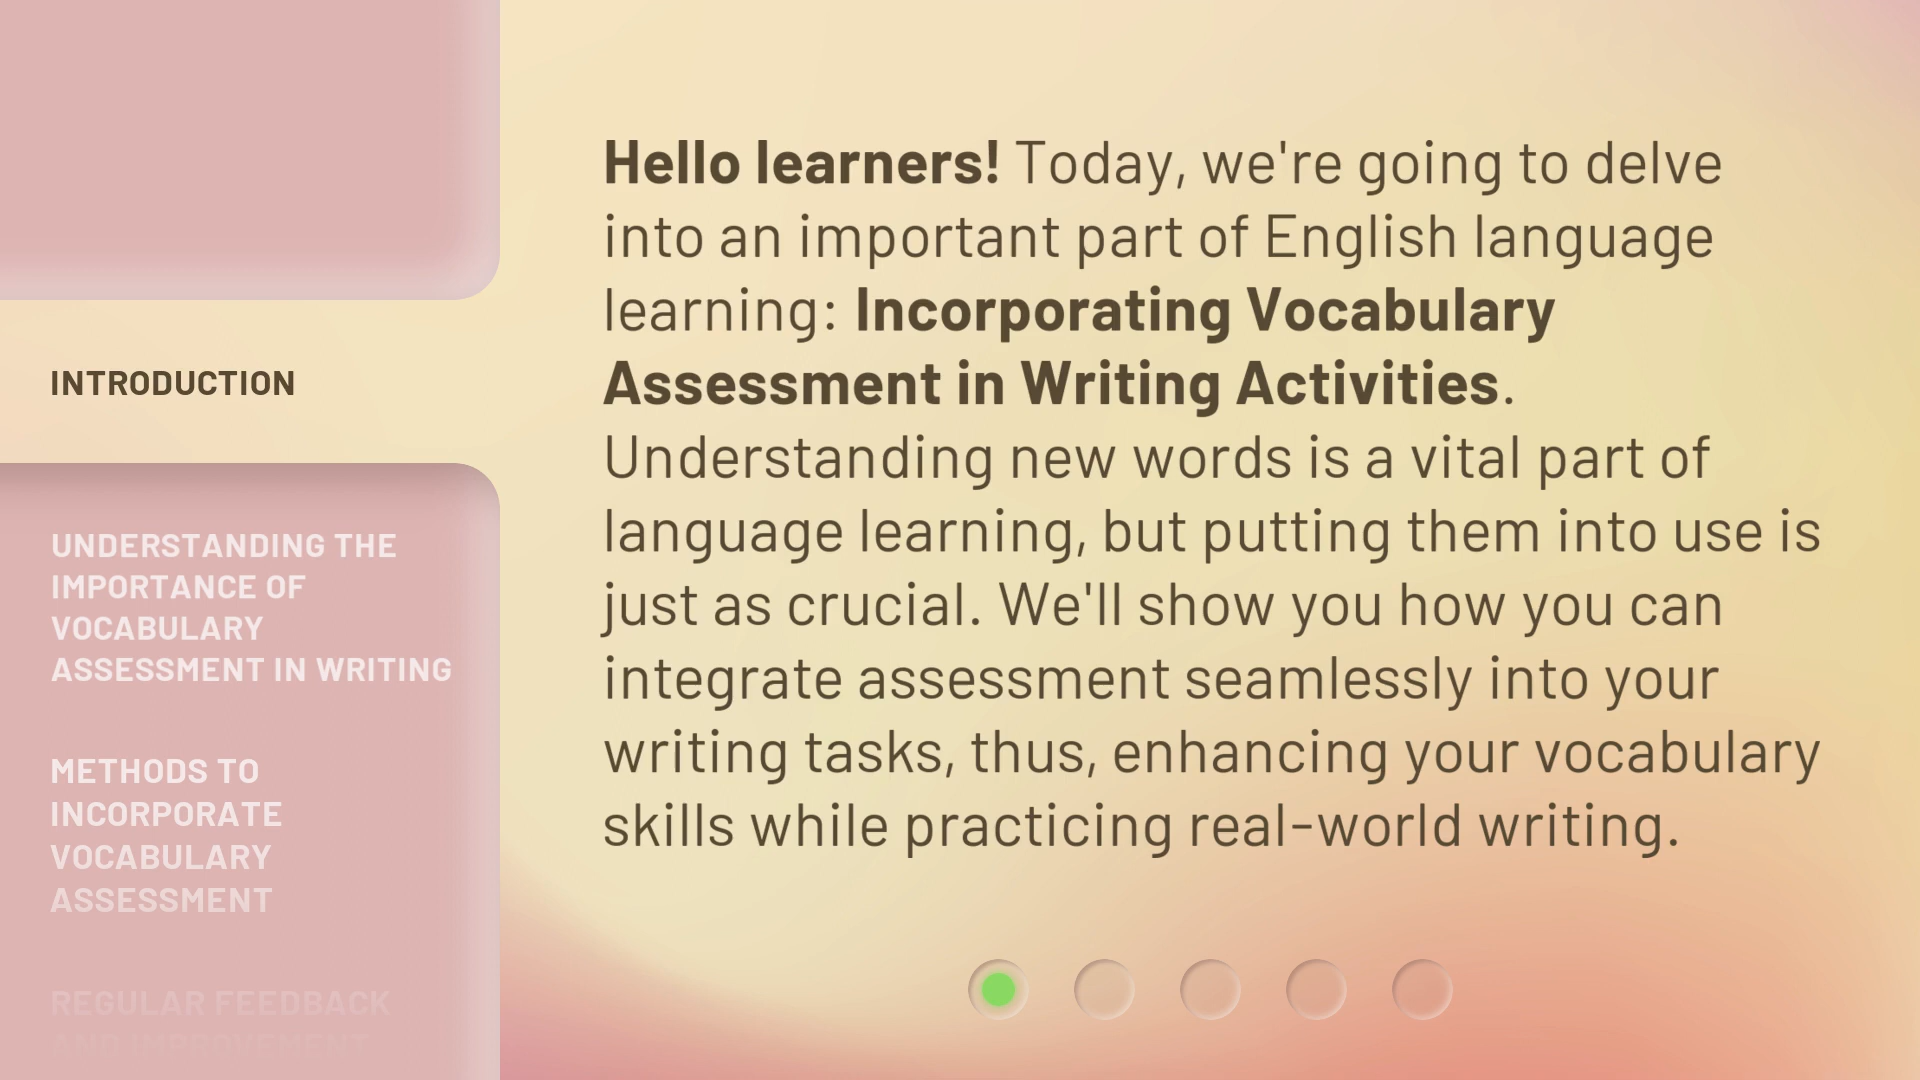 INTRODUCTION
UNDERSTANDING THE
IMPORTANCE OF
VOCABULARY
ASSESSMENT IN WRITING
METHODS TO
INCORPORATE
VOCABULARY
ASSESSMENT
REGULAR FEEDBACK
AND IMPROVEMENT
Hello learners! Today, we're going to delve
into an important part of English language
learning: Incorporating Vocabulary
Assessment in Writing Activities.
Understanding new words is a vital part of
language learning, but putting them into use is
just as crucial. We'll show you how you can
integrate assessment seamlessly into your
writing tasks, thus, enhancing your vocabulary
skills while practicing real-world writing.